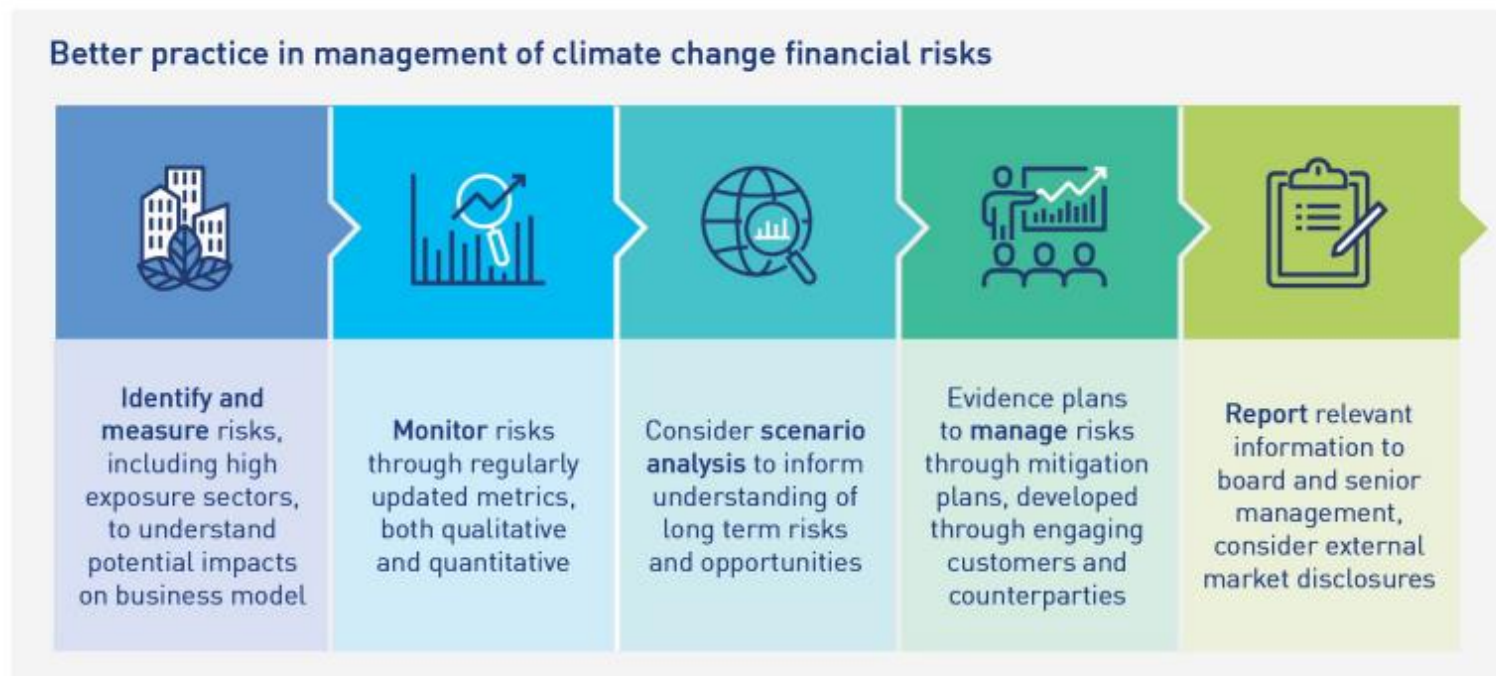 Better practice in management of climate change financial risks
Identify and
measure risks,
including high
exposure sectors,
to understand
potential impacts
on business model
Monitor risks
through regularly
updated metrics,
both qualitative
and quantitative
Consider scenario
analysis to inform
understanding of
long term risks
and opportunities
Evidence plans
to manage risks
through mitigation
plans, developed
through engaging
customers and
counterparties
Report relevant
information to
board and senior
management,
consider external
market disclosures